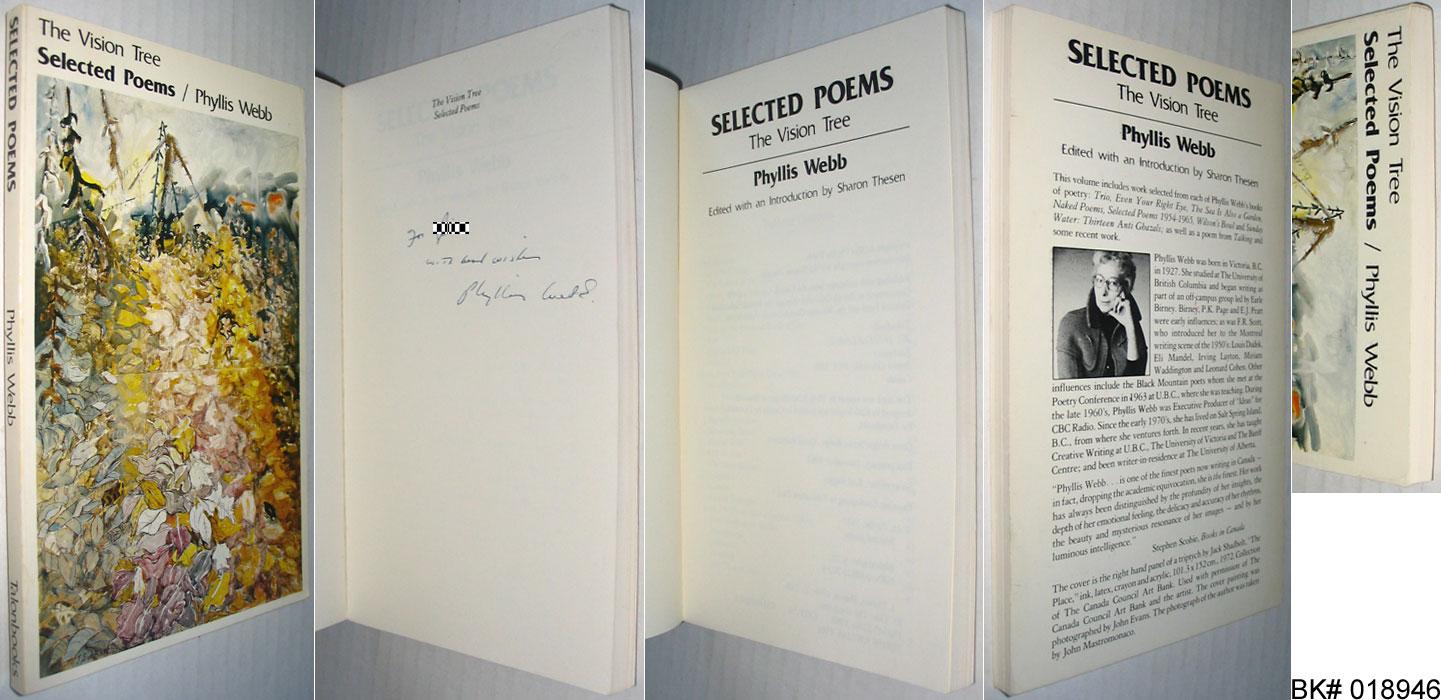 SELECTED POEMS
Phyllis Webb
Talonbooks
The Vision Tree
Selected Poems / Phyllis Webb
The Vision Tree
Selected Poems
For
with best wishes
Phyllis Webb.
SELECTED POEMS
The Vision Tree
Phyllis Webb
Edited with an Introduction by Sharon Thesen
SELECTED POEMS
The Vision Tree
Phyllis Webb
Edited with an Introduction by Sharon Thesen
This volume includes work selected from each of Phyllis Webb's books
of poetry: Trio, Even Your Right Eye, The Sea Is Also a Garden,
Naked Poems, Selected Poems 1954-1965, Wilson's Bowl and Sunday
Water: Thirteen Anti Ghazals; as well as a poem from Talking and
some recent work.
Phyllis Webb was born in Victoria, B.C.
in 1927. She studied at The University of
British Columbia and began writing as
part of an off-campus group led by Earle
Birney. Birney, P.K. Page and E.J. Pratt
were early influences; as was F.R. Scott,
who introduced her to the Montreal
writing scene of the 1950's: Louis Dudek,
Eli Mandel, Irving Layton, Miriam
Waddington and Leonard Cohen. Other
influences include the Black Mountain poets whom she met at the
Poetry Conference in 1963 at U.B.C., where she was teaching. During
the late 1960's, Phyllis Webb was Executive Producer of "Ideas" for
CBC Radio. Since the early 1970's, she has lived on Salt Spring Island,
B.C., from where she ventures forth. In recent years, she has taught
Creative Writing at U.B.C., The University of Victoria and The Banff
Centre; and been writer-in-residence at The University of Alberta.
"Phyllis Webb . . . is one of the finest poets now writing in Canada —
in fact, dropping the academic equivocation, she is the finest. Her work
has always been distinguished by the profundity of her insights, the
depth of her emotional feeling, the delicacy and accuracy of her rhythms,
the beauty and mysterious resonance of her images — and by her
luminous intelligence."
Stephen Scobie, Books in Canada
The cover is the right hand panel of a triptych by Jack Shadbolt, "The
Place," ink, latex, crayon and acrylic, 101.3 x 152 cm., 1972. Collection
of The Canada Council Art Bank. Used with permission of The
Canada Council Art Bank and the artist. The cover painting was
photographed by John Evans. The photograph of the author was taken
by John Mastromonaco.
The Vision Tree
Selected Poems / Phyllis Webb
BK# 018946